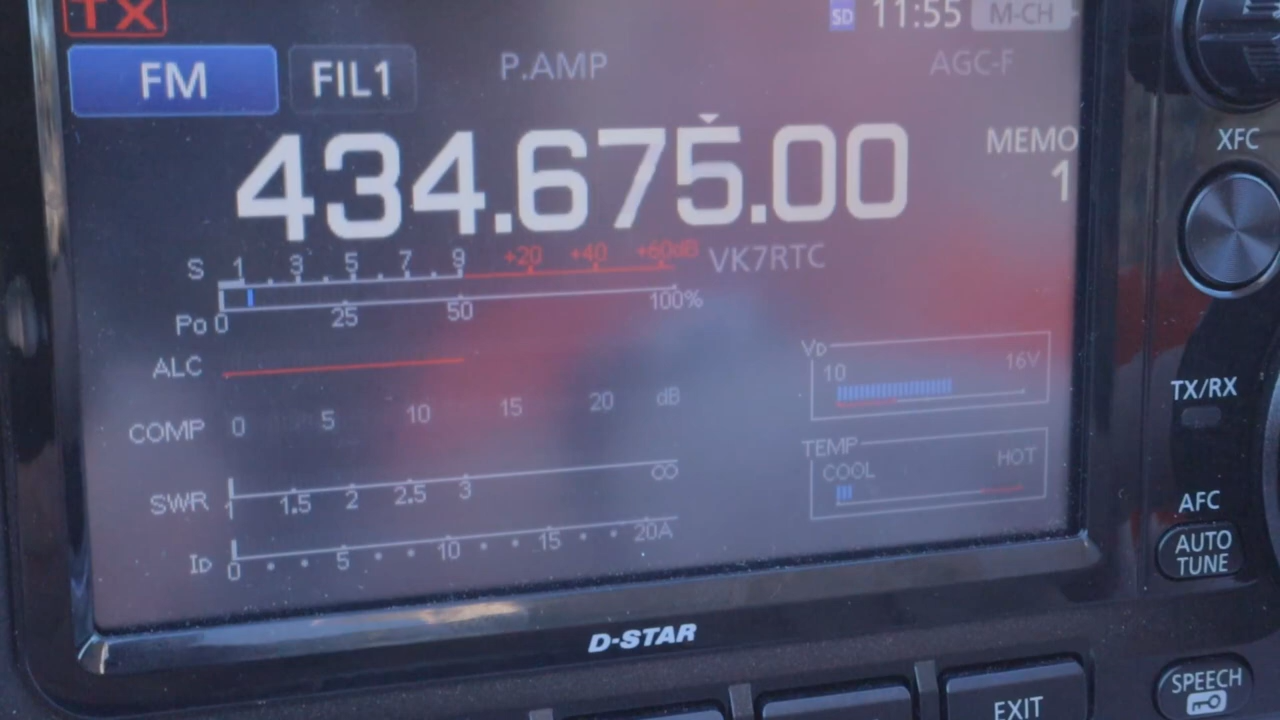 TX
SD 11:55 M-CH
FM FIL1 P.AMP AGC-F
434.675.00
MEMO
1
XFC
S 1 3 5 7 9 +20 +40 +60dB VK7RTC
Po 0 25 50 100%
ALC
COMP 0 5 10 15 20 dB
SWR 1 1.5 2 2.5 3 ∞
ID 0 5 10 15 20A
VD
10 16V
TEMP
COOL HOT
TX/RX
AFC
AUTO
TUNE
D-STAR
EXIT
SPEECH